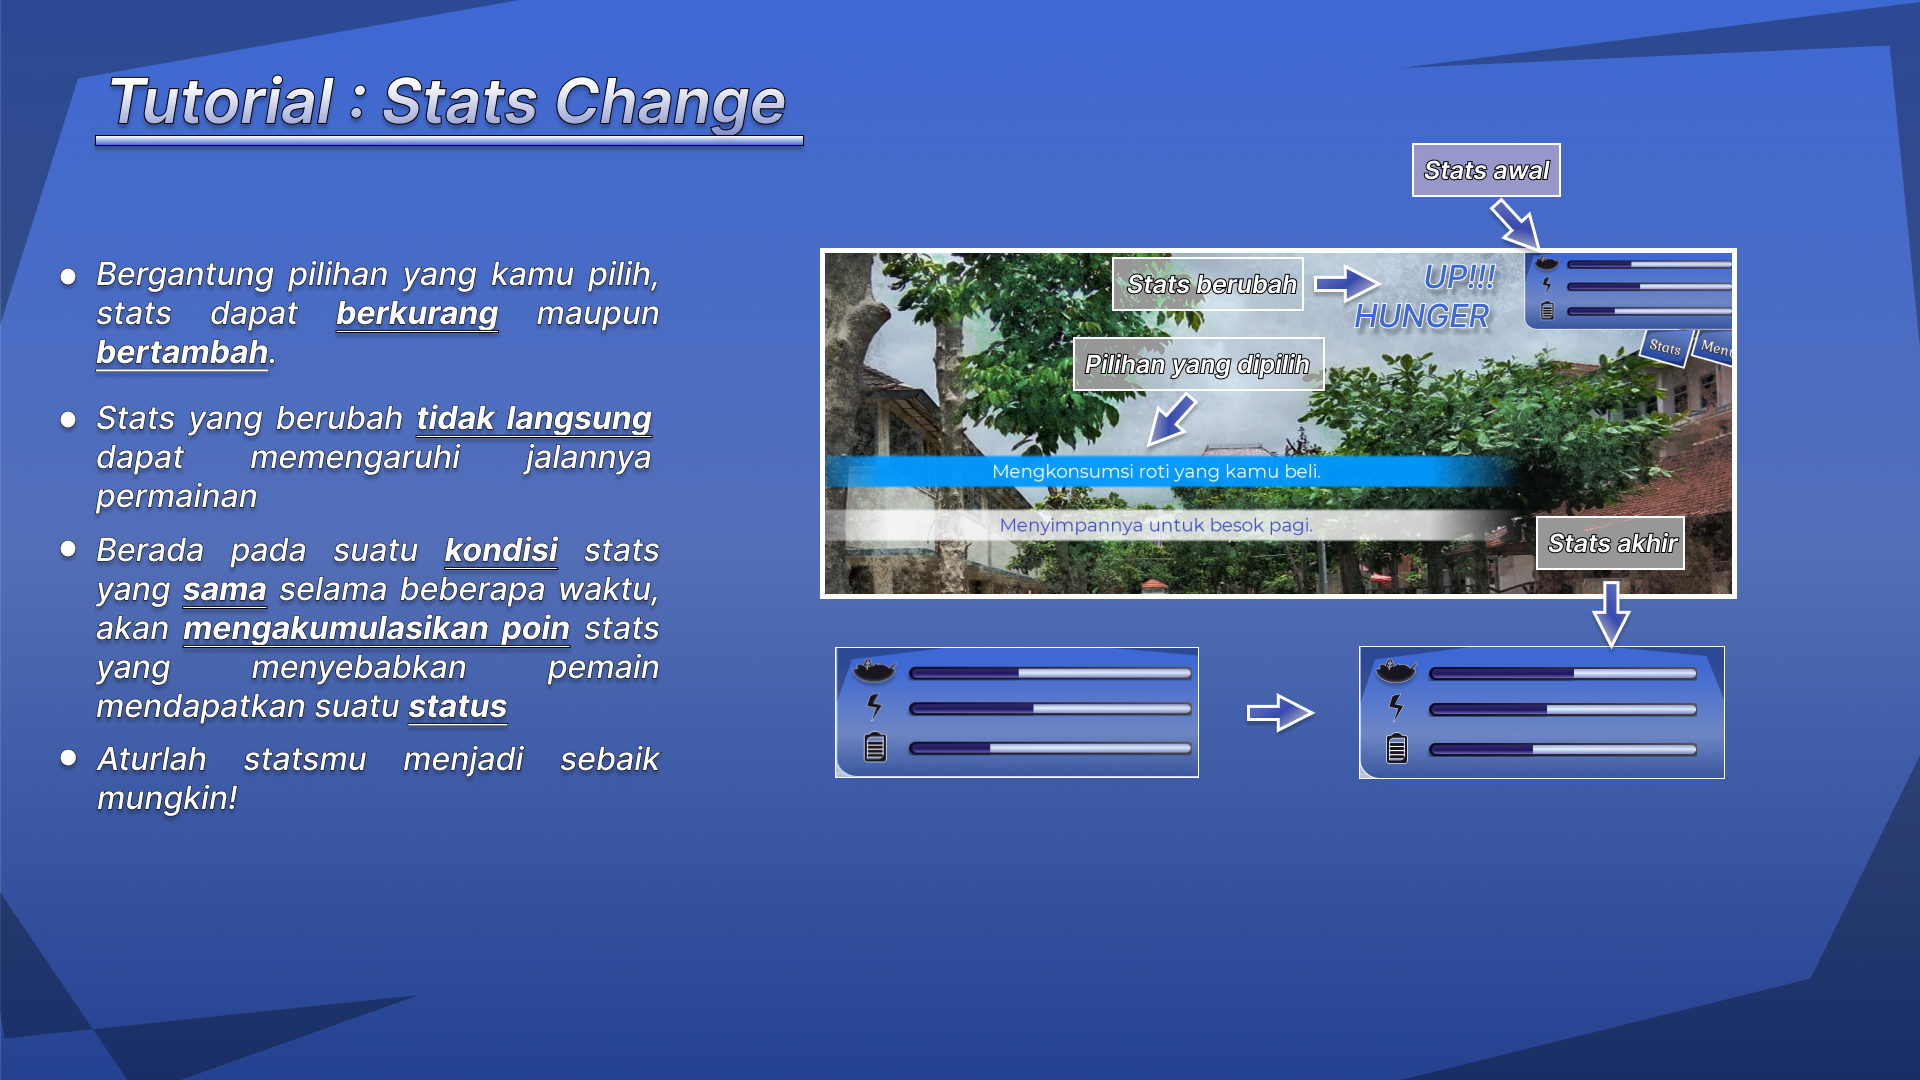 Tutorial : Stats Change
Bergantung pilihan yang kamu pilih,
stats dapat berkurang maupun
bertambah.
Stats yang berubah tidak langsung
dapat memengaruhi jalannya
permainan
Berada pada suatu kondisi stats
yang sama selama beberapa waktu,
akan mengakumulasikan poin stats
yang menyebabkan pemain
mendapatkan suatu status
Aturlah statsmu menjadi sebaik
mungkin!
Stats awal
Stats berubah
UP!!!
HUNGER
Stats
Menu
Pilihan yang dipilih
Mengkonsumsi roti yang kamu beli.
Menyimpannya untuk besok pagi.
Stats akhir